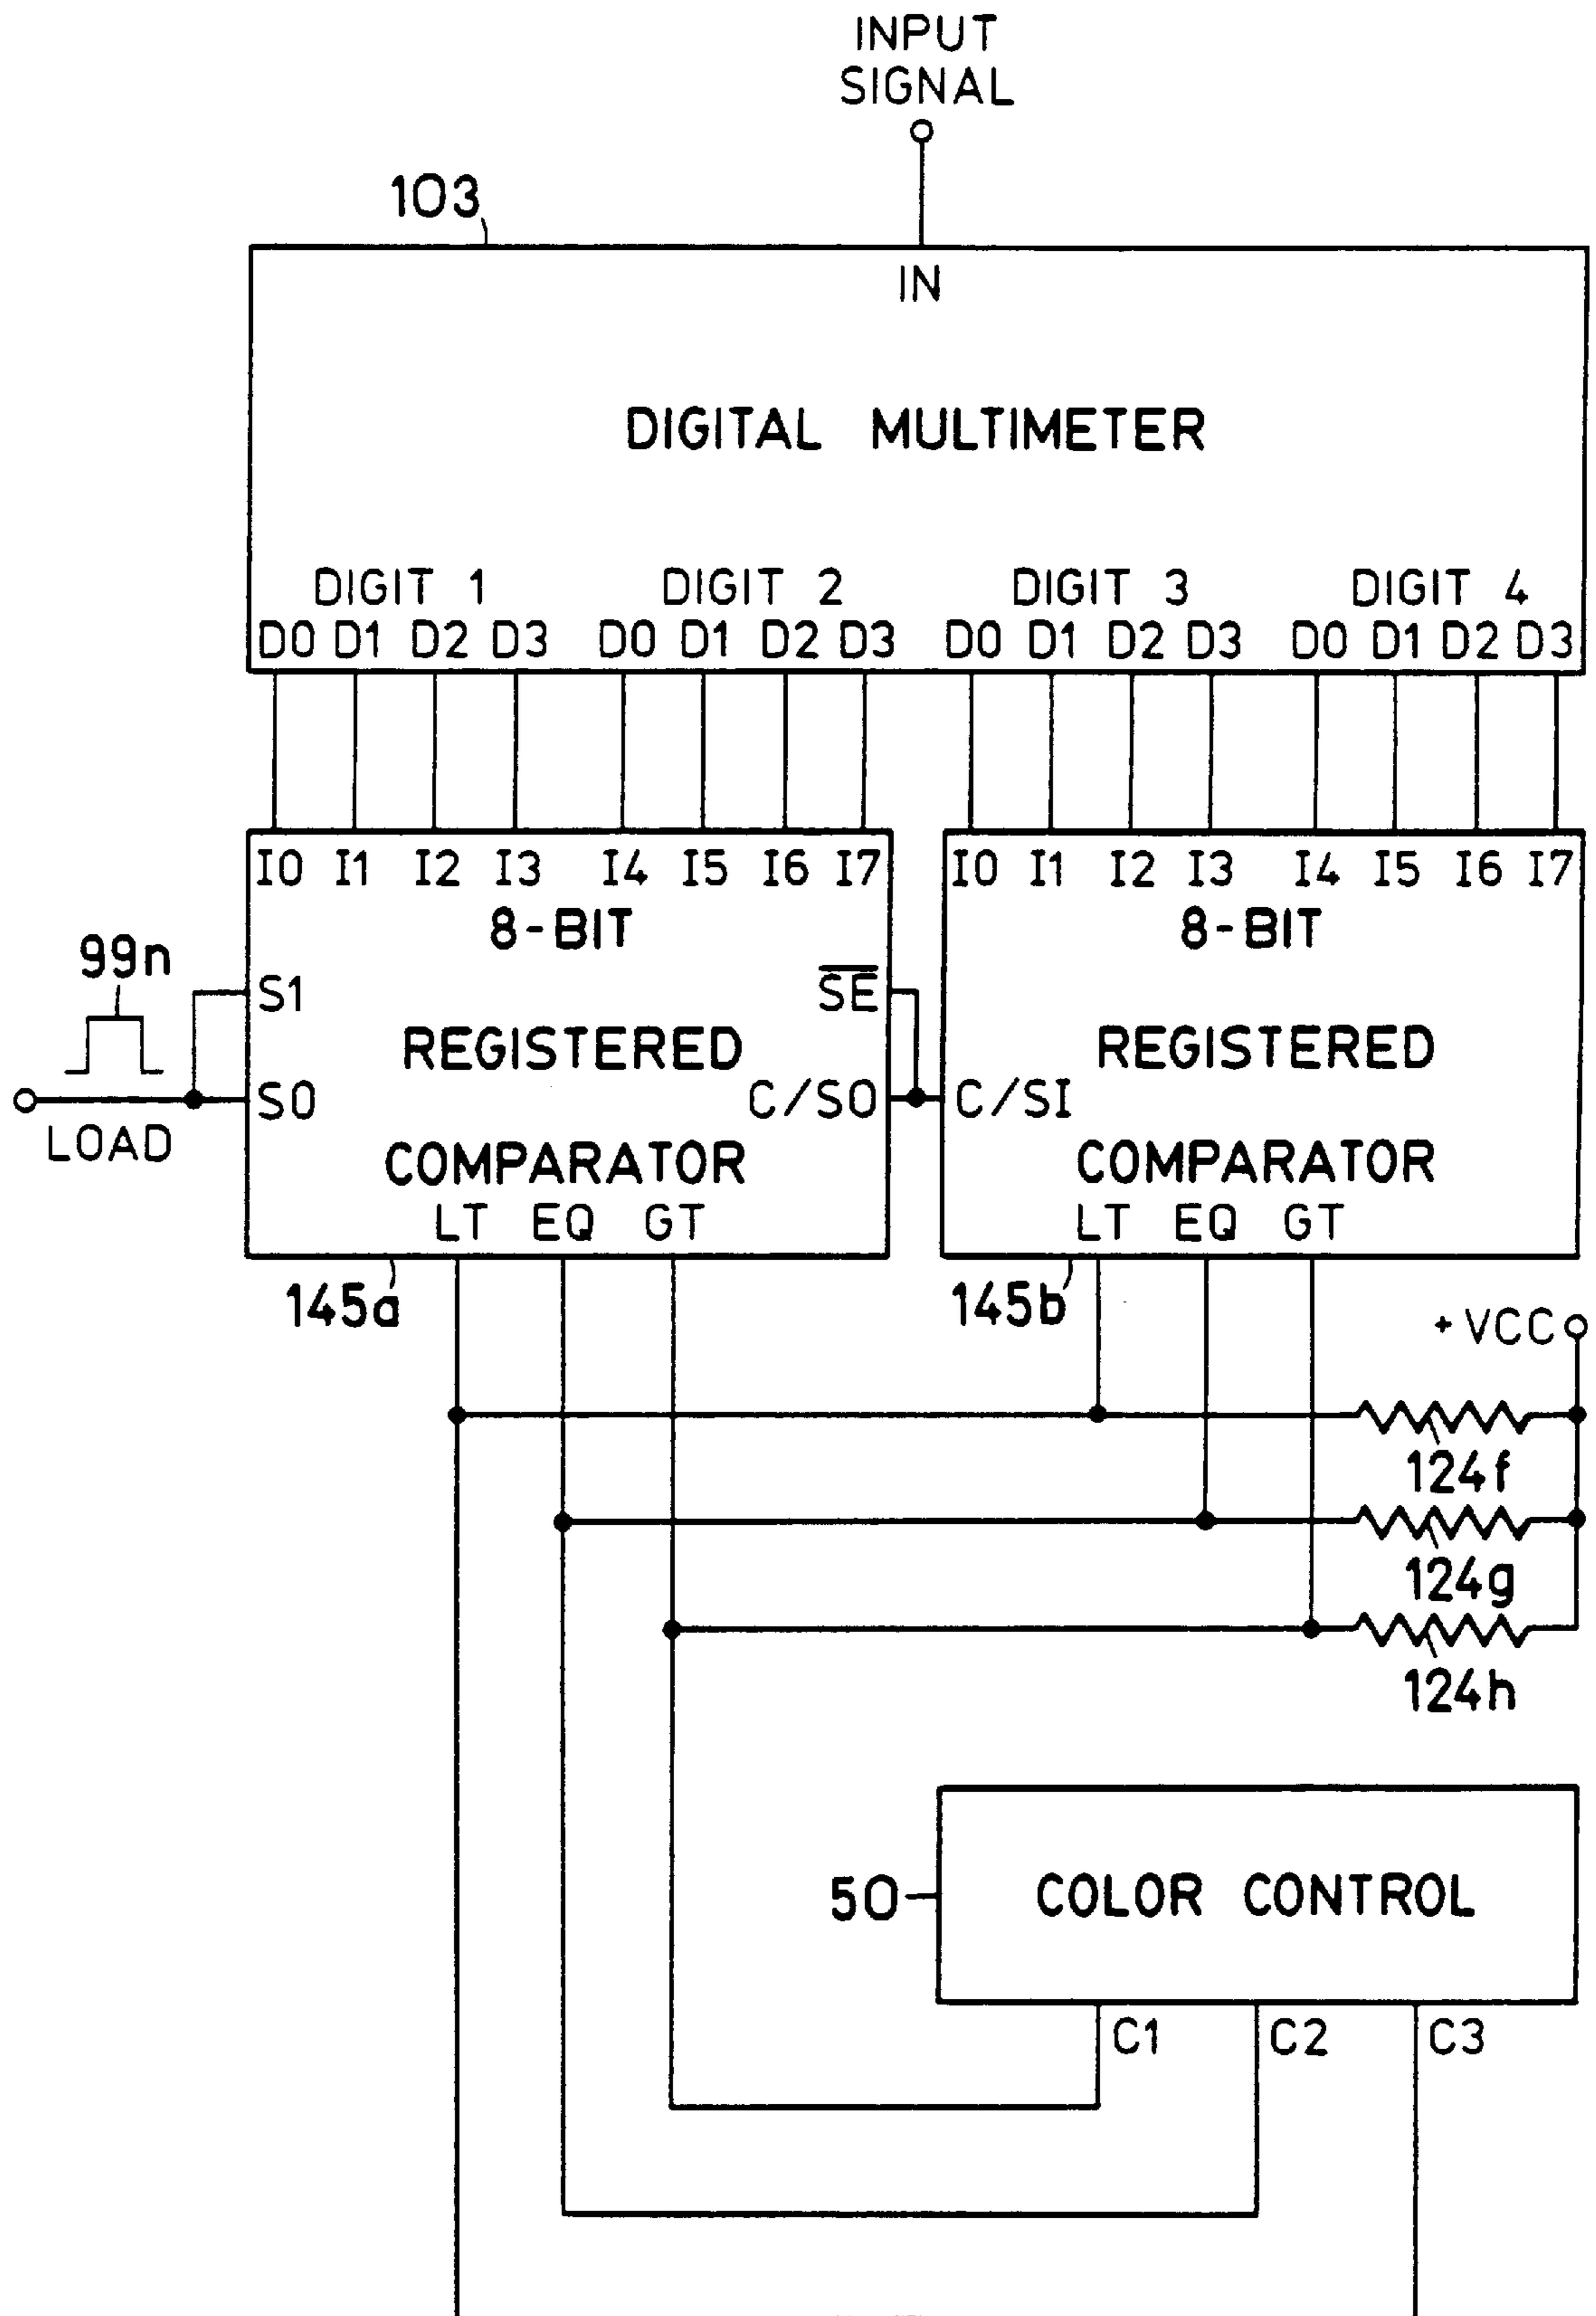 INPUT
SIGNAL
103
IN
DIGITAL MULTIMETER
DIGIT 1 DIGIT 2 DIGIT 3 DIGIT 4
D0 D1 D2 D3 D0 D1 D2 D3 D0 D1 D2 D3 D0 D1 D2 D3
I0 I1 I2 I3 I4 I5 I6 I7 I0 I1 I2 I3 I4 I5 I6 I7
8-BIT 8-BIT
99n
S1 SE
REGISTERED REGISTERED
S0 C/SO C/SI
LOAD
COMPARATOR COMPARATOR
LT EQ GT LT EQ GT
145a 145b
+VCC
124f
124g
124h
50 COLOR CONTROL
C1 C2 C3